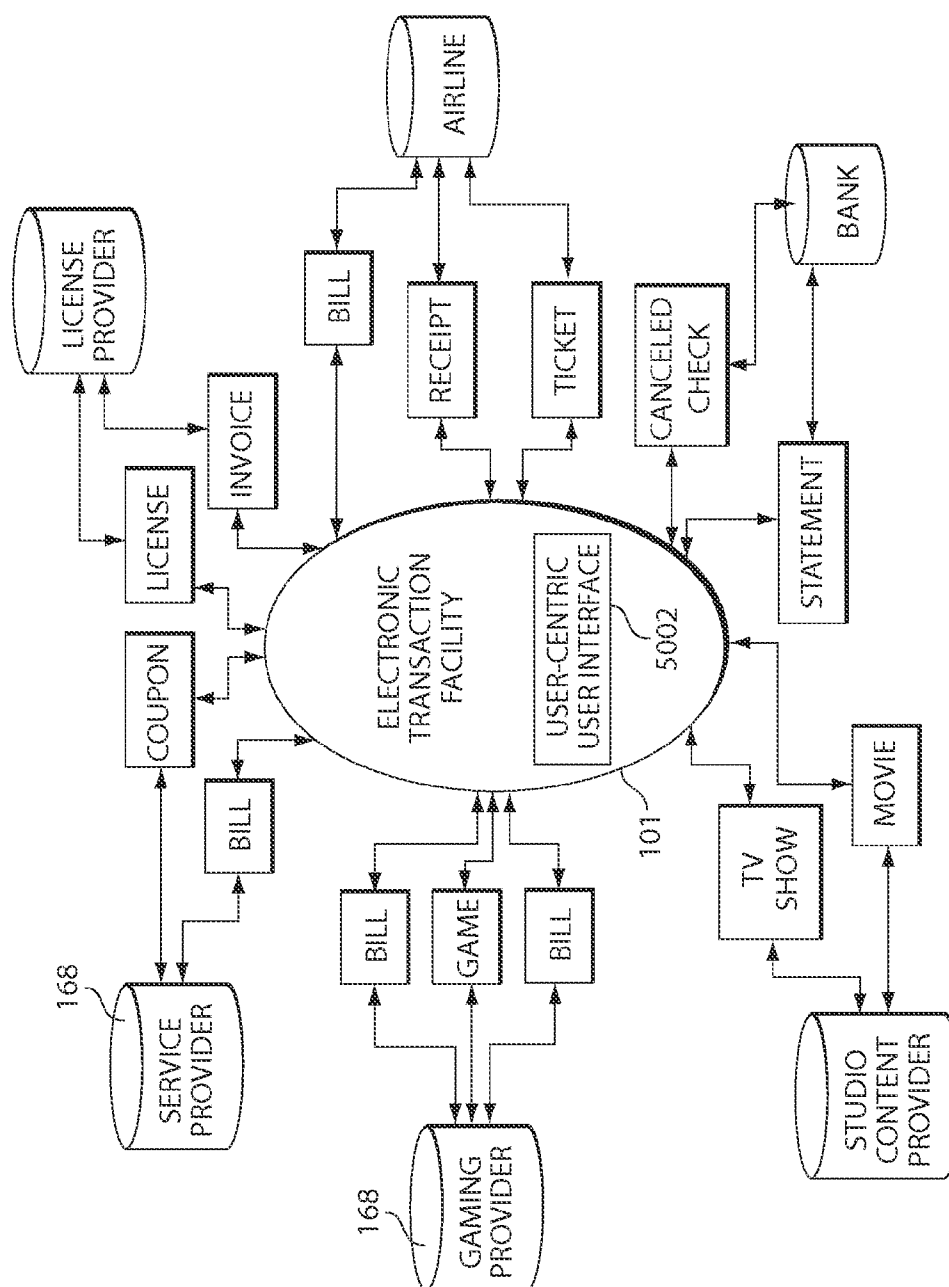 168
SERVICE
PROVIDER
COUPON
BILL
LICENSE
INVOICE
LICENSE
PROVIDER
BILL
RECEIPT
TICKET
AIRLINE
168
GAMING
PROVIDER
BILL
GAME
BILL
ELECTRONIC
TRANSACTION
FACILITY
USER-CENTRIC
USER INTERFACE
5002
101
CANCELED
CHECK
STATEMENT
BANK
STUDIO
CONTENT
PROVIDER
TV
SHOW
MOVIE